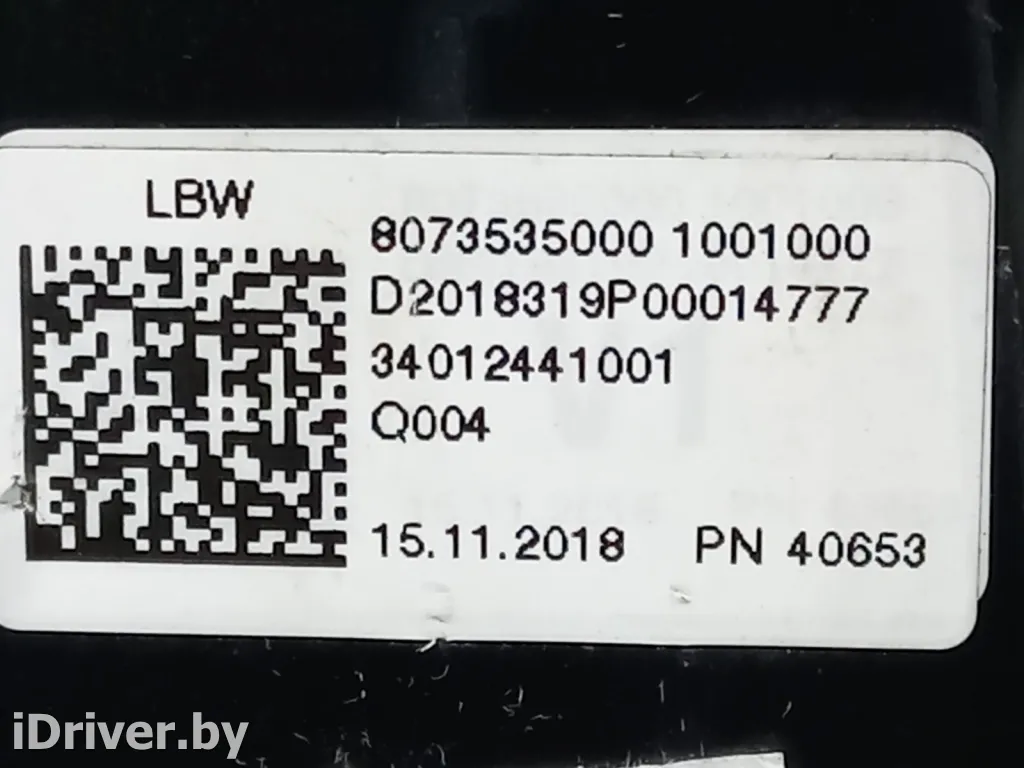 LBW
8073535000 1001000
D2018319P00014777
34012441001
Q004
15.11.2018 PN 40653
iDriver.by